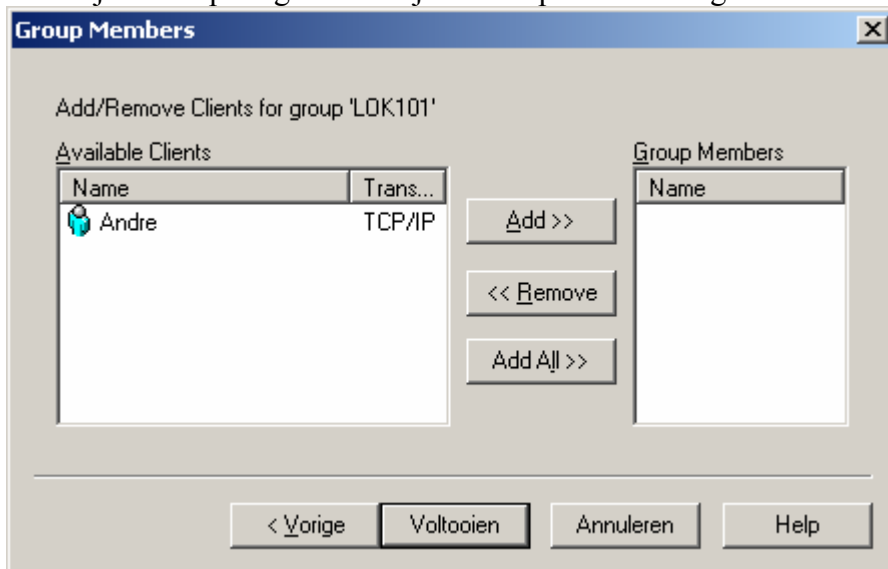 Group Members
Add/Remove Clients for group 'LOK101'
Available Clients
Name Trans...
Andre TCP/IP
Add >>
<< Remove
Add All >>
Group Members
Name
< Vorige
Voltooien
Annuleren
Help